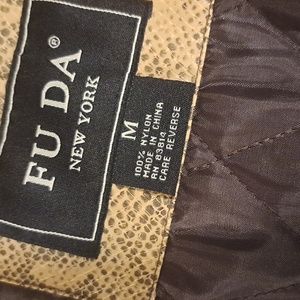 FU DA®
NEW YORK
M
100% NYLON
MADE IN CHINA
RN 83814
CARE REVERSE